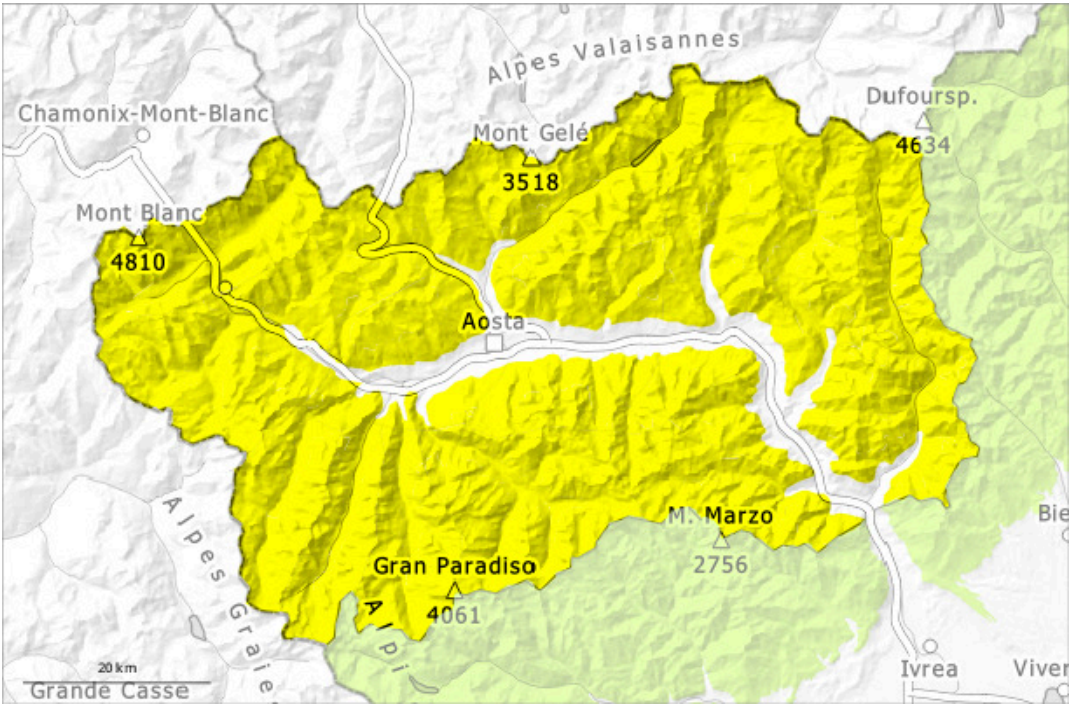 Alpes Valaisannes
Dufoursp.
4634
Chamonix-Mont-Blanc
Mont Gelé
3518
Mont Blanc
4810
Aosta
M. Marzo
2756
Bie
Gran Paradiso
4061
Alpes Graies
Alpi
20 km
Grande Casse
Ivrea
Viver